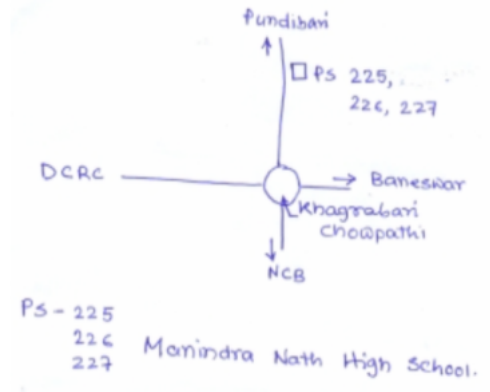 Pundibari
PS 225,
226, 227
DCRC
Baneswar
Khagrabari
Chowpathi
NCB
PS - 225
226
227 Manindra Nath High School.